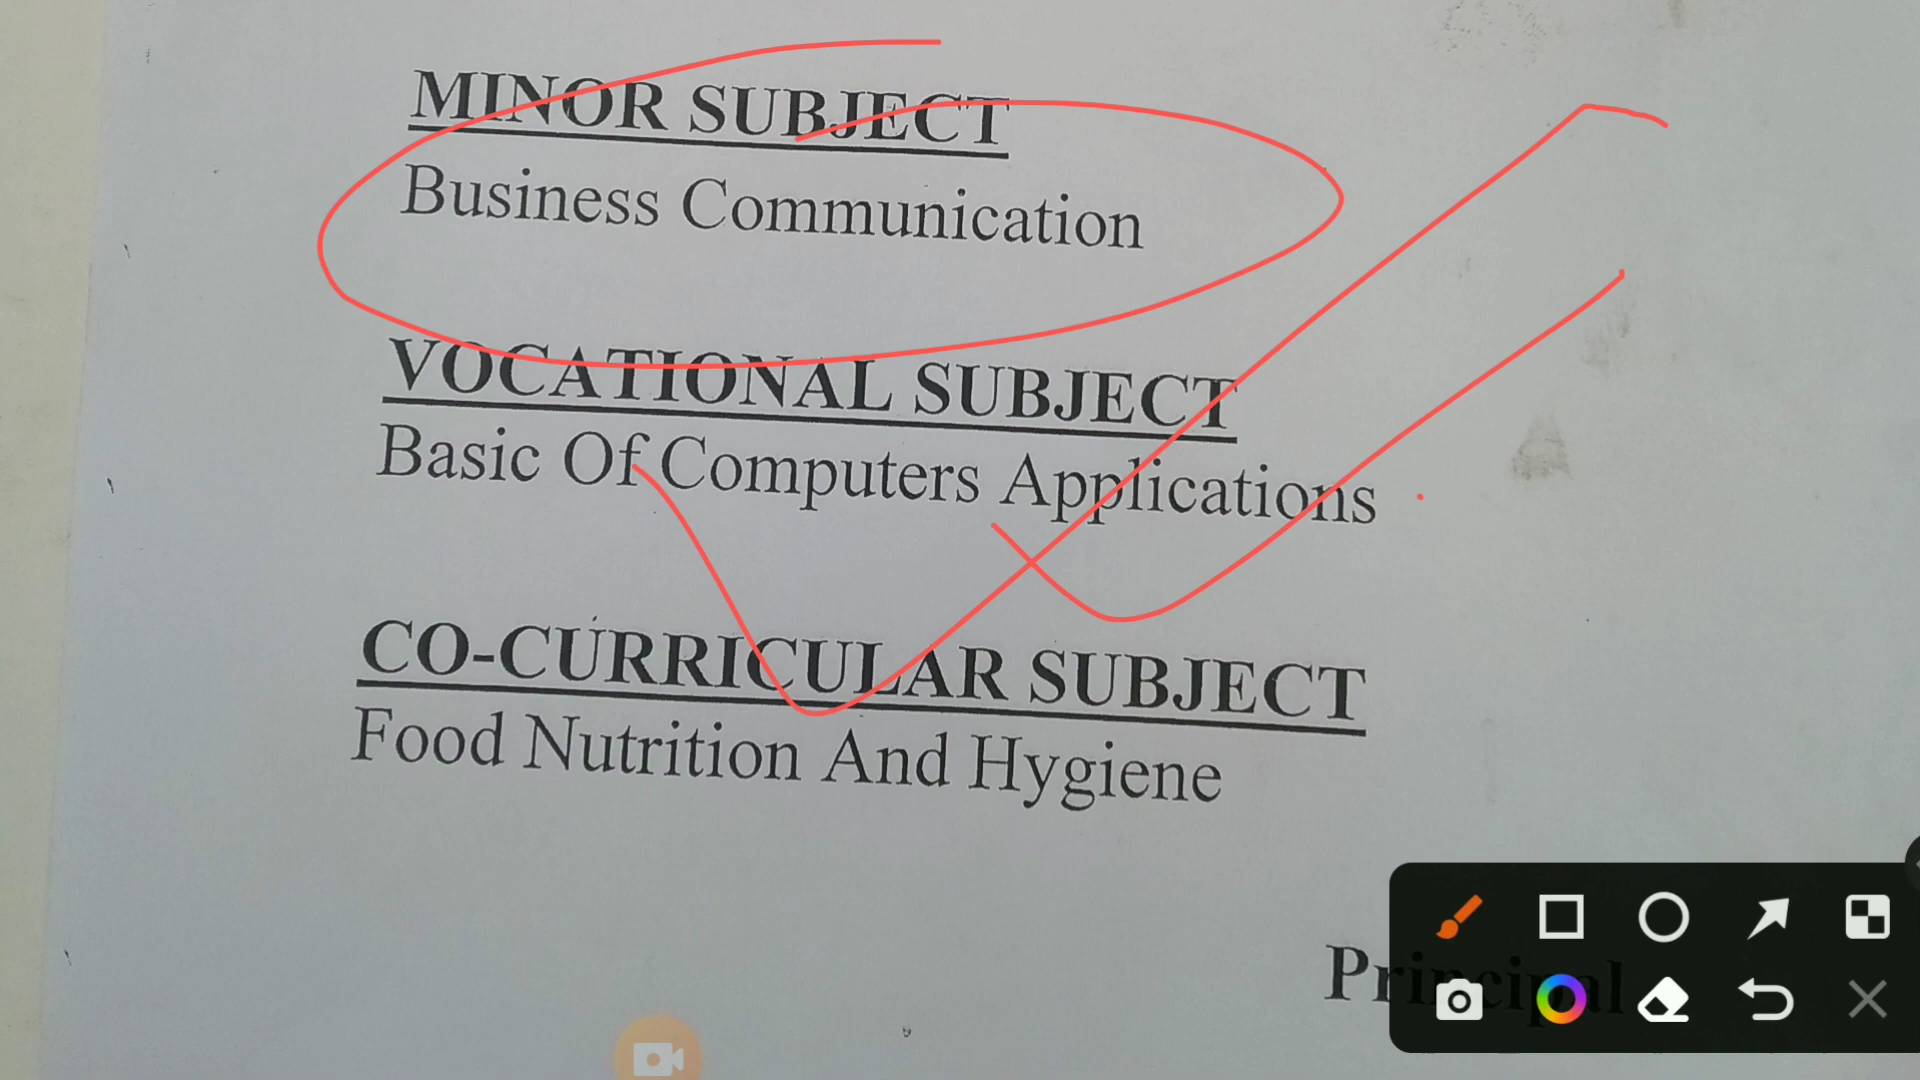 MINOR SUBJECT
Business Communication
VOCATIONAL SUBJECT
Basic Of Computers Applications
CO-CURRICULAR SUBJECT
Food Nutrition And Hygiene
Principal